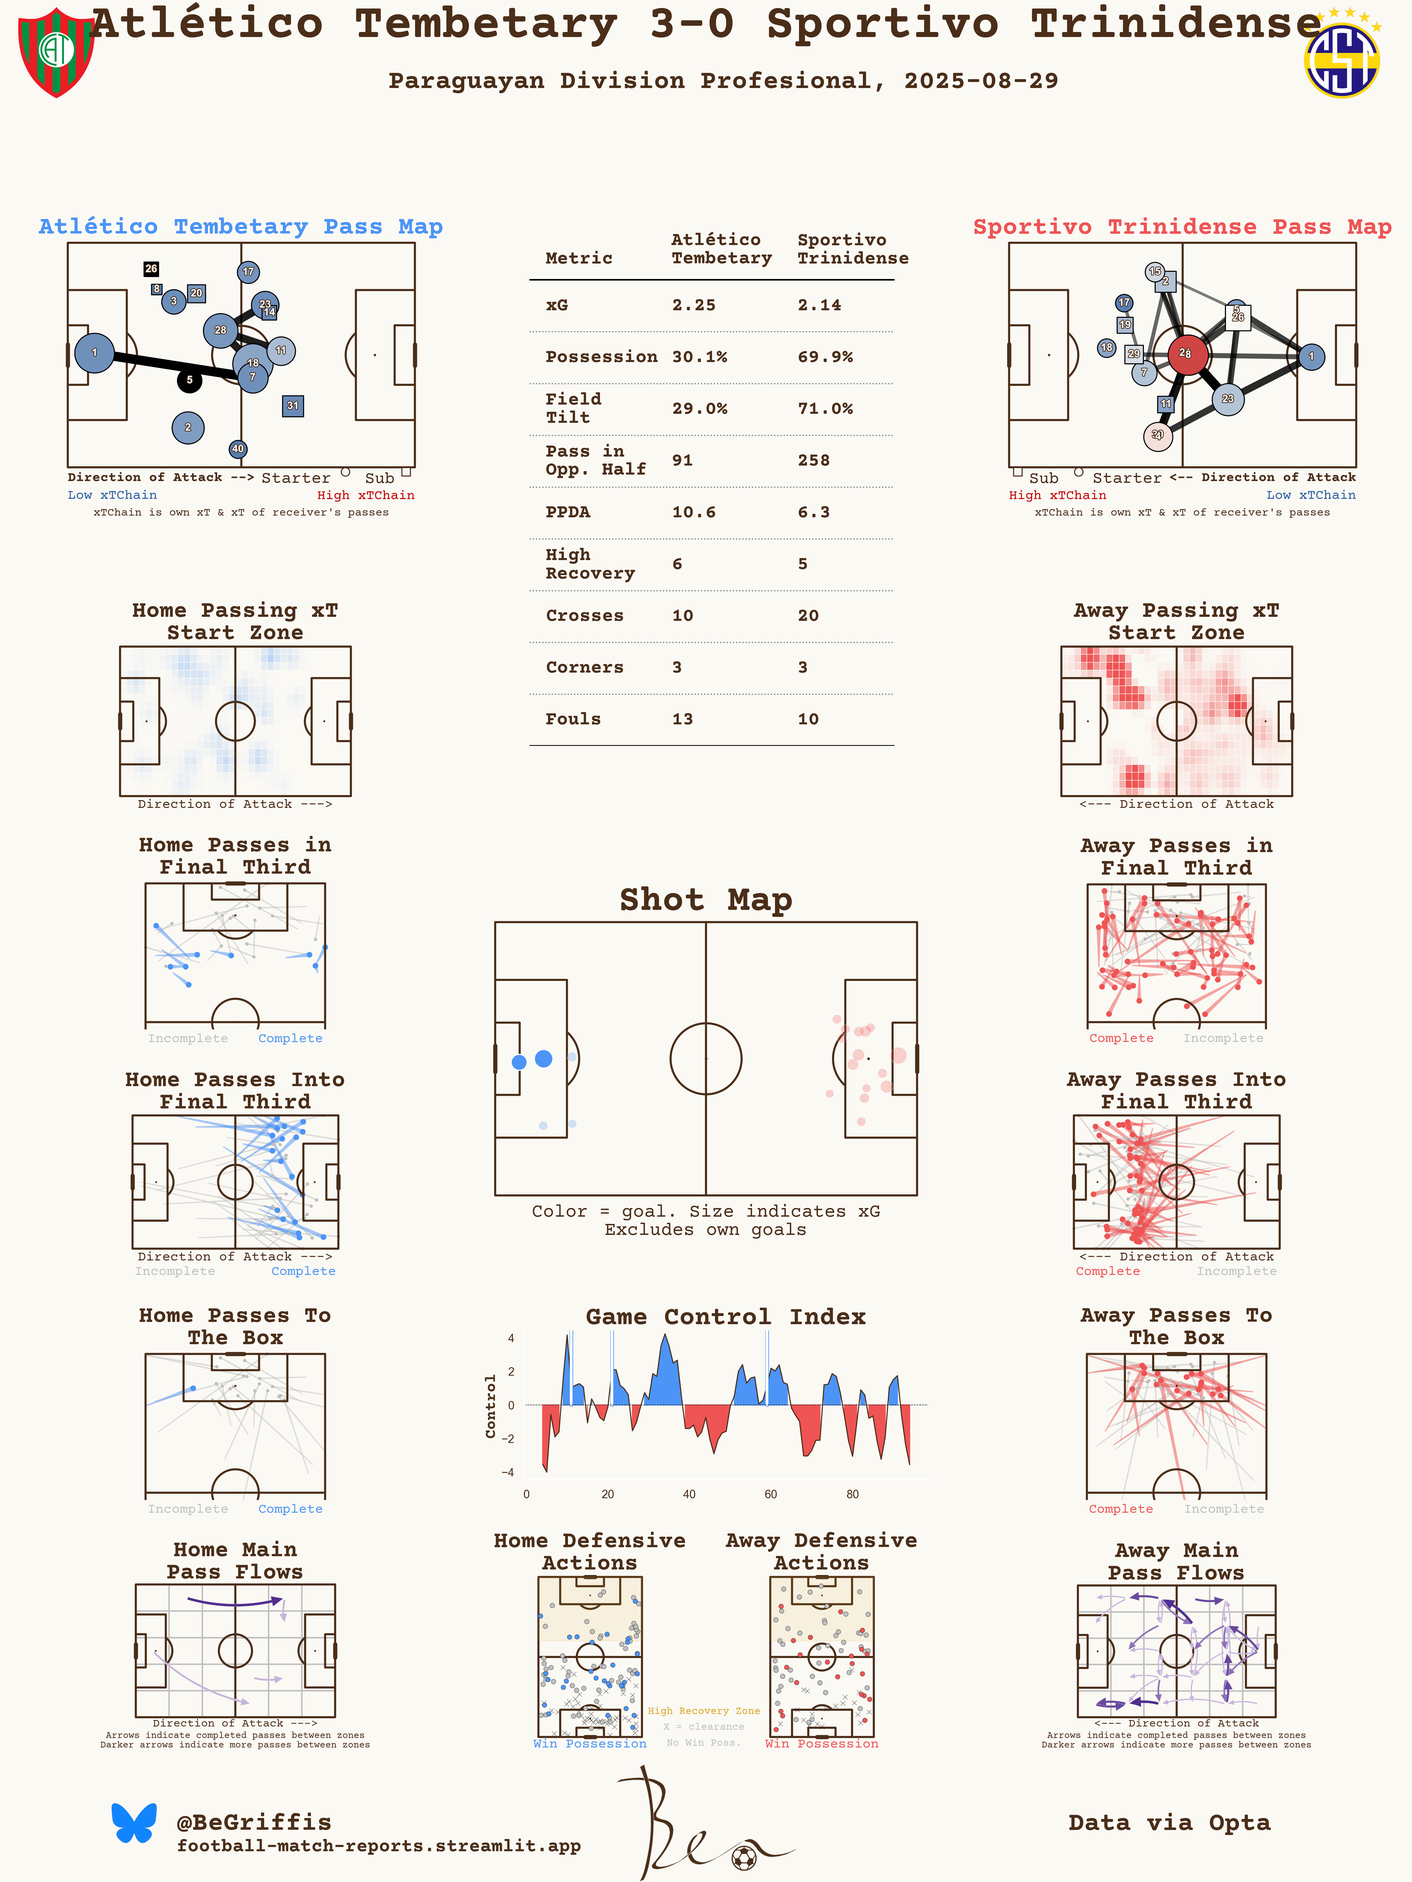 Atlético Tembetary 3-0 Sportivo Trinidense
Paraguayan Division Profesional, 2025-08-29
CAT
CST
Atlético Tembetary Pass Map
26
17
8
20
3
23
14
28
1
11
18
7
5
31
2
40
Direction of Attack --> Starter Sub
Low xTChain High xTChain
xTChain is own xT & xT of receiver's passes
Metric Atlético Tembetary Sportivo Trinidense
xG 2.25 2.14
Possession 30.1% 69.9%
Field Tilt 29.0% 71.0%
Pass in Opp. Half 91 258
PPDA 10.6 6.3
High Recovery 6 5
Crosses 10 20
Corners 3 3
Fouls 13 10
Sportivo Trinidense Pass Map
15
2
17
5
26
19
18
29
8
1
7
11
23
Sub Starter <-- Direction of Attack
High xTChain Low xTChain
xTChain is own xT & xT of receiver's passes
Home Passing xT
Start Zone
Direction of Attack --->
Away Passing xT
Start Zone
<--- Direction of Attack
Home Passes in
Final Third
Incomplete Complete
Away Passes in
Final Third
Complete Incomplete
Shot Map
Color = goal. Size indicates xG
Excludes own goals
Home Passes Into
Final Third
Direction of Attack --->
Incomplete Complete
Away Passes Into
Final Third
<--- Direction of Attack
Complete Incomplete
Home Passes To
The Box
Incomplete Complete
Game Control Index
Control
4
2
0
−2
−4
0 20 40 60 80
Away Passes To
The Box
Complete Incomplete
Home Main
Pass Flows
Direction of Attack --->
Arrows indicate completed passes between zones
Darker arrows indicate more passes between zones
Home Defensive
Actions
Win Possession
Away Defensive
Actions
Win Possession
High Recovery Zone
X = clearance
No Win Poss.
Away Main
Pass Flows
<--- Direction of Attack
Arrows indicate completed passes between zones
Darker arrows indicate more passes between zones
@BeGriffis
football-match-reports.streamlit.app
Ben
Data via Opta